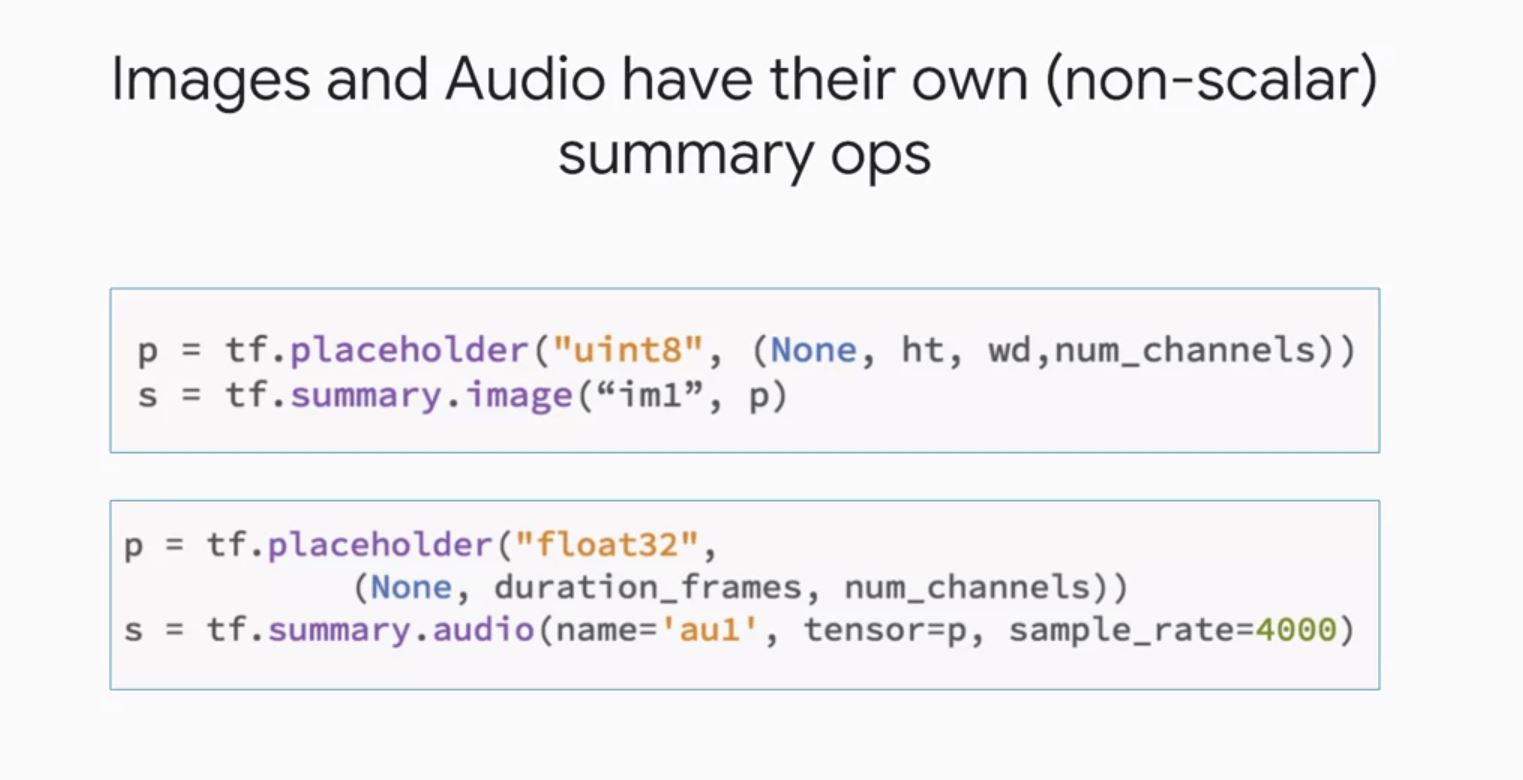 Images and Audio have their own (non-scalar)
summary ops
p = tf.placeholder("uint8", (None, ht, wd,num_channels))
s = tf.summary.image(“im1”, p)
p = tf.placeholder("float32",
(None, duration_frames, num_channels))
s = tf.summary.audio(name='au1', tensor=p, sample_rate=4000)